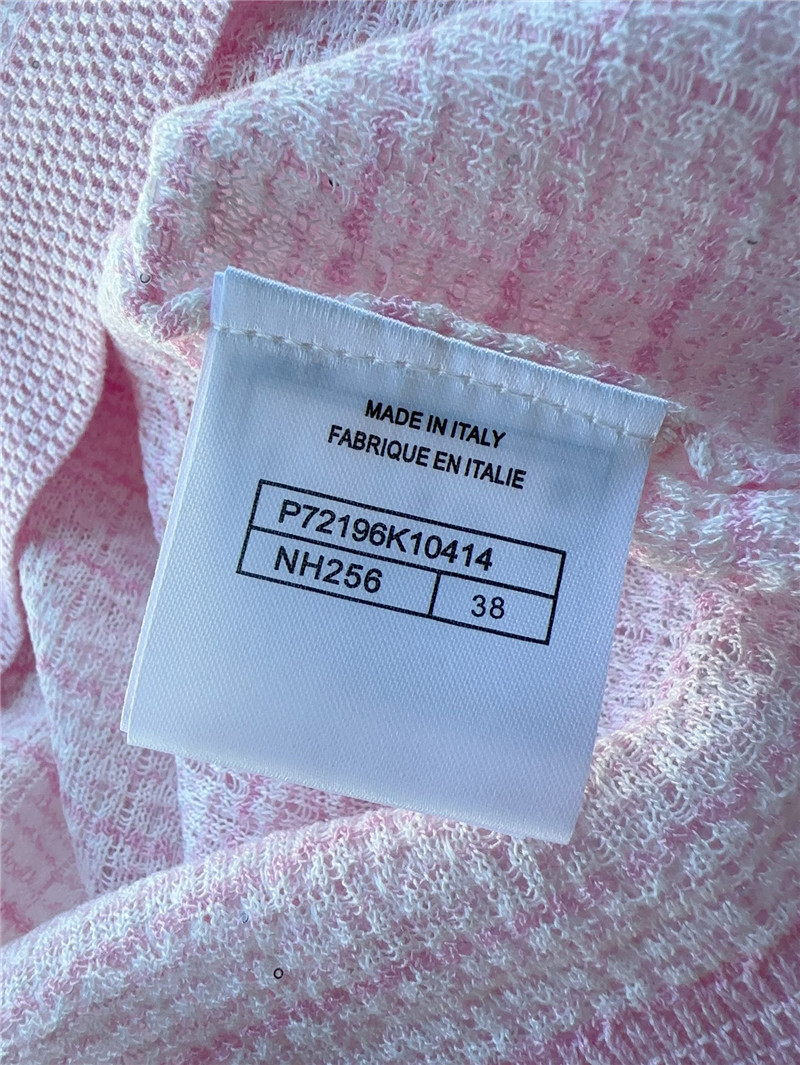 MADE IN ITALY
FABRIQUE EN ITALIE
P72196K10414
NH256 38